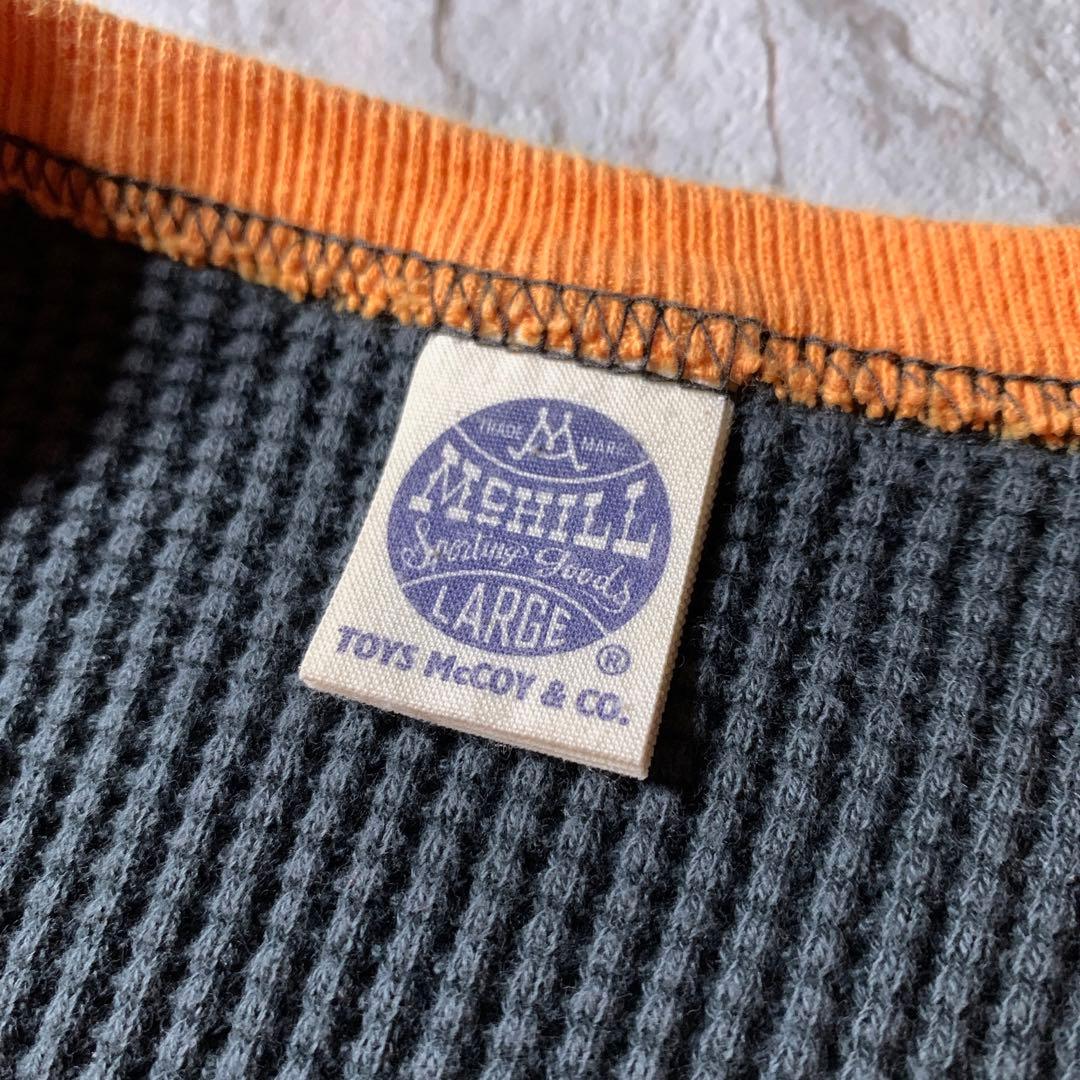 TRADE MARK
McHILL
Sporting Goods
LARGE
®
TOYS McCOY & CO.